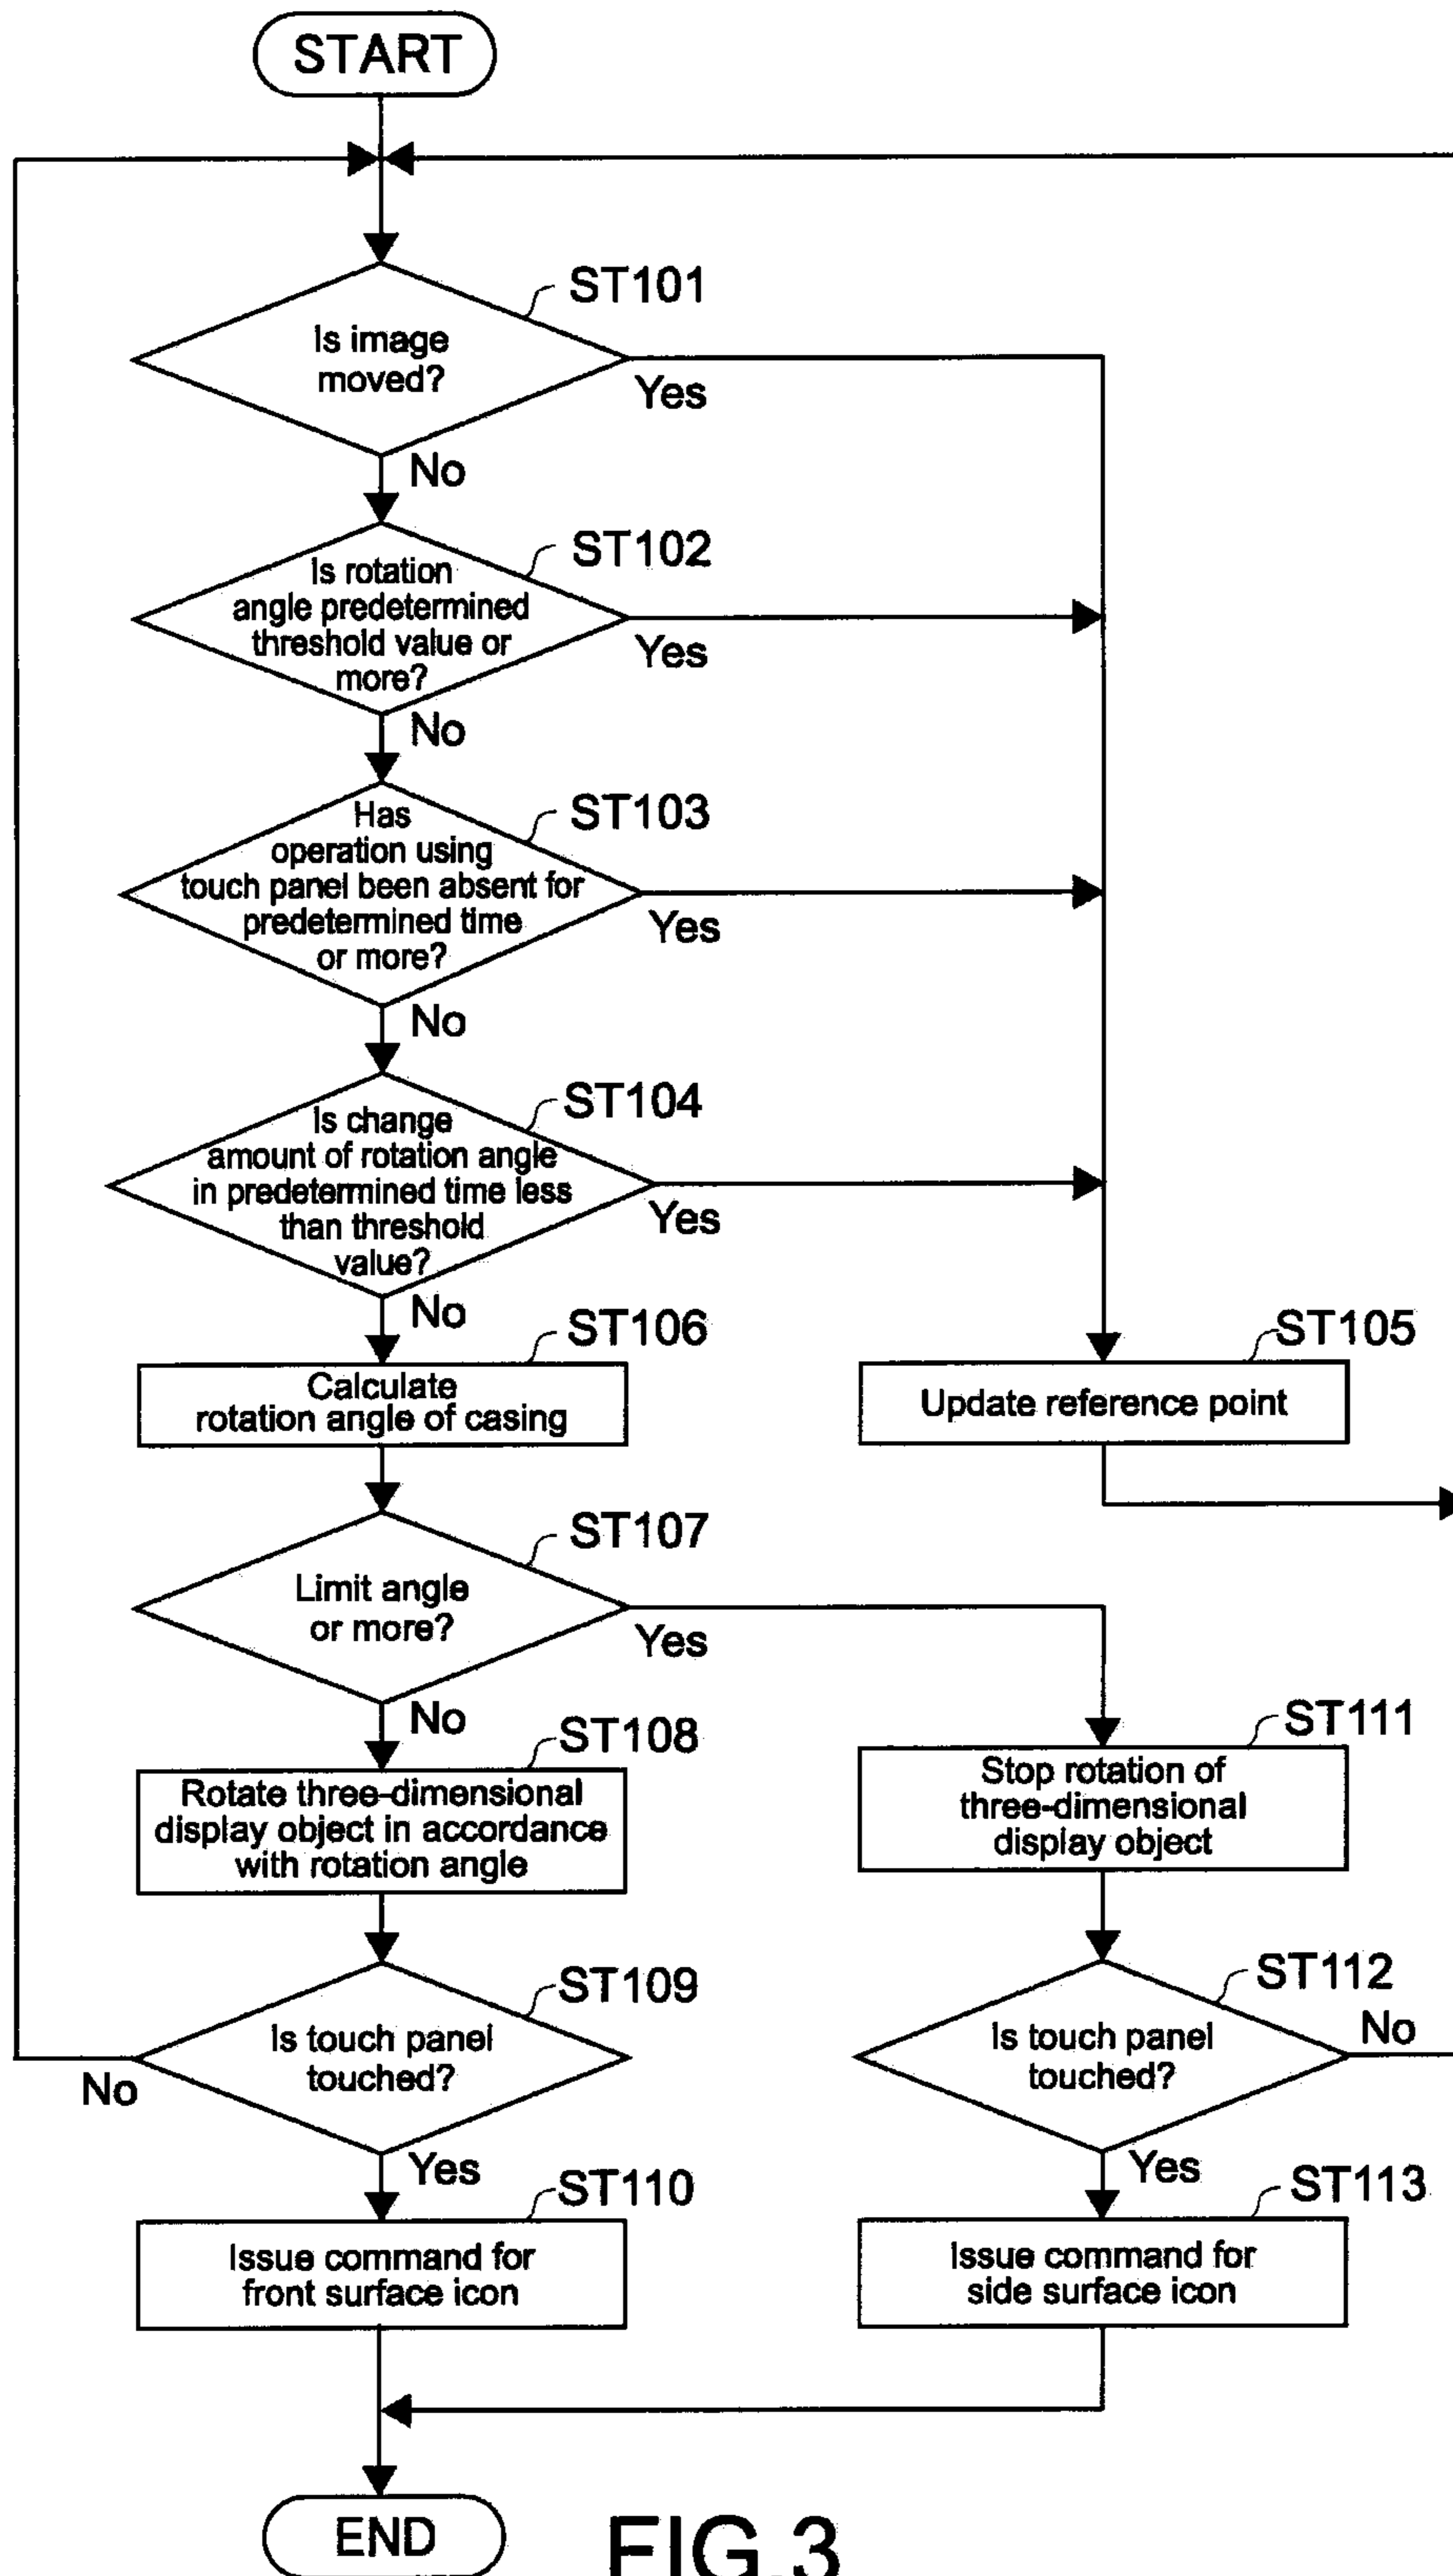 START
ST101
Is image
moved?
Yes
No
ST102
Is rotation
angle predetermined
threshold value or
more?
Yes
No
ST103
Has
operation using
touch panel been absent for
predetermined time
or more?
Yes
No
ST104
Is change
amount of rotation angle
in predetermined time less
than threshold
value?
Yes
No
ST106
Calculate
rotation angle of casing
ST105
Update reference point
ST107
Limit angle
or more?
Yes
No
ST108
Rotate three-dimensional
display object in accordance
with rotation angle
ST111
Stop rotation of
three-dimensional
display object
ST109
Is touch panel
touched?
No
Yes
ST112
Is touch panel
touched?
No
Yes
ST110
Issue command for
front surface icon
ST113
Issue command for
side surface icon
END
FIG.3